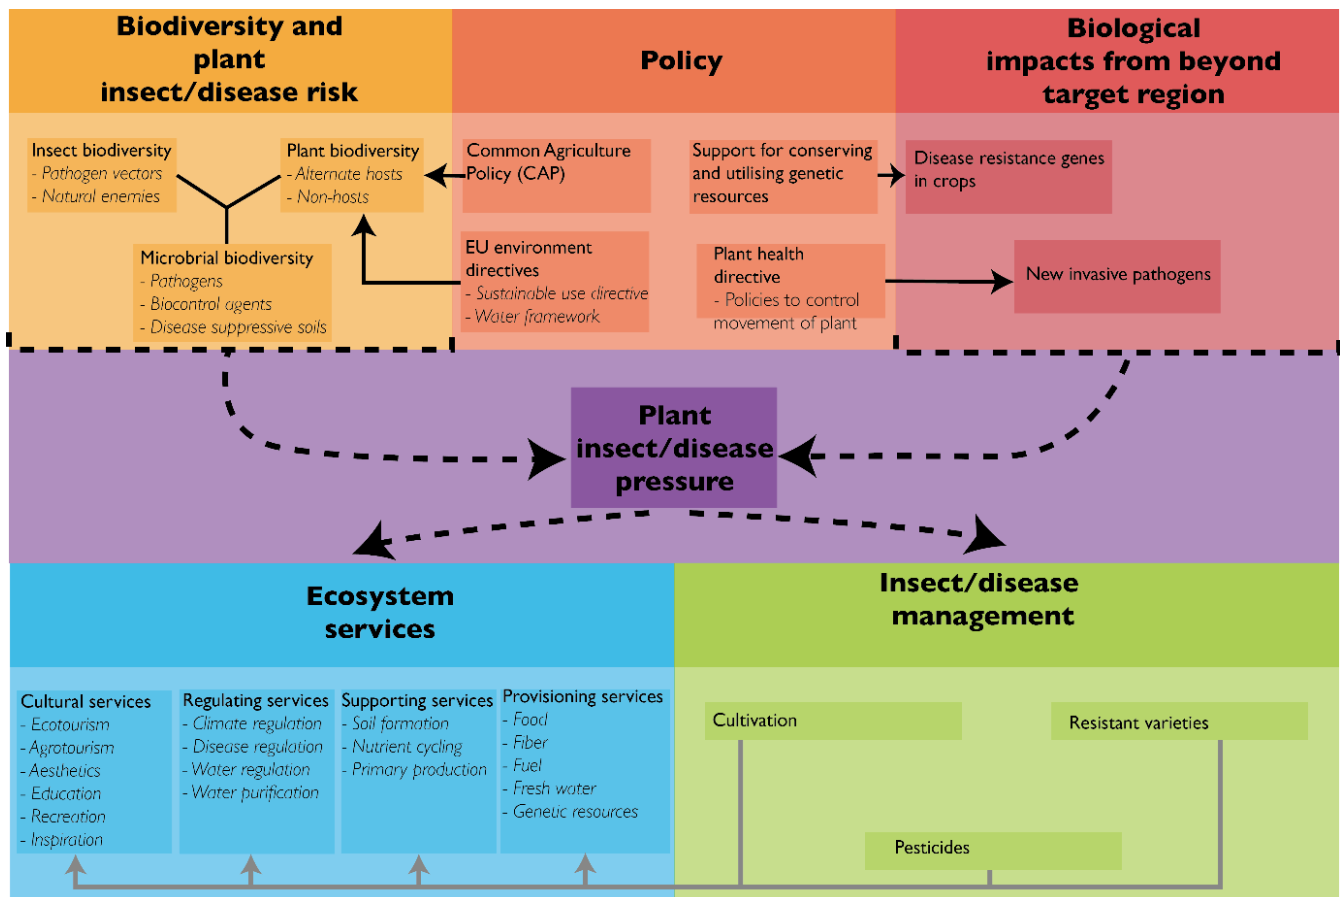 Biodiversity and
plant
insect/disease risk
Policy
Biological
impacts from beyond
target region
Insect biodiversity
- Pathogen vectors
- Natural enemies
Plant biodiversity
- Alternate hosts
- Non-hosts
Microbrial biodiversity
- Pathogens
- Biocontrol agents
- Disease suppressive soils
Common Agriculture
Policy (CAP)
EU environment
directives
- Sustainable use directive
- Water framework
Support for conserving
and utilising genetic
resources
Plant health
directive
- Policies to control
movement of plant
Disease resistance genes
in crops
New invasive pathogens
Plant
insect/disease
pressure
Ecosystem
services
Insect/disease
management
Cultural services
- Ecotourism
- Agrotourism
- Aesthetics
- Education
- Recreation
- Inspiration
Regulating services
- Climate regulation
- Disease regulation
- Water regulation
- Water purification
Supporting services
- Soil formation
- Nutrient cycling
- Primary production
Provisioning services
- Food
- Fiber
- Fuel
- Fresh water
- Genetic resources
Cultivation
Resistant varieties
Pesticides